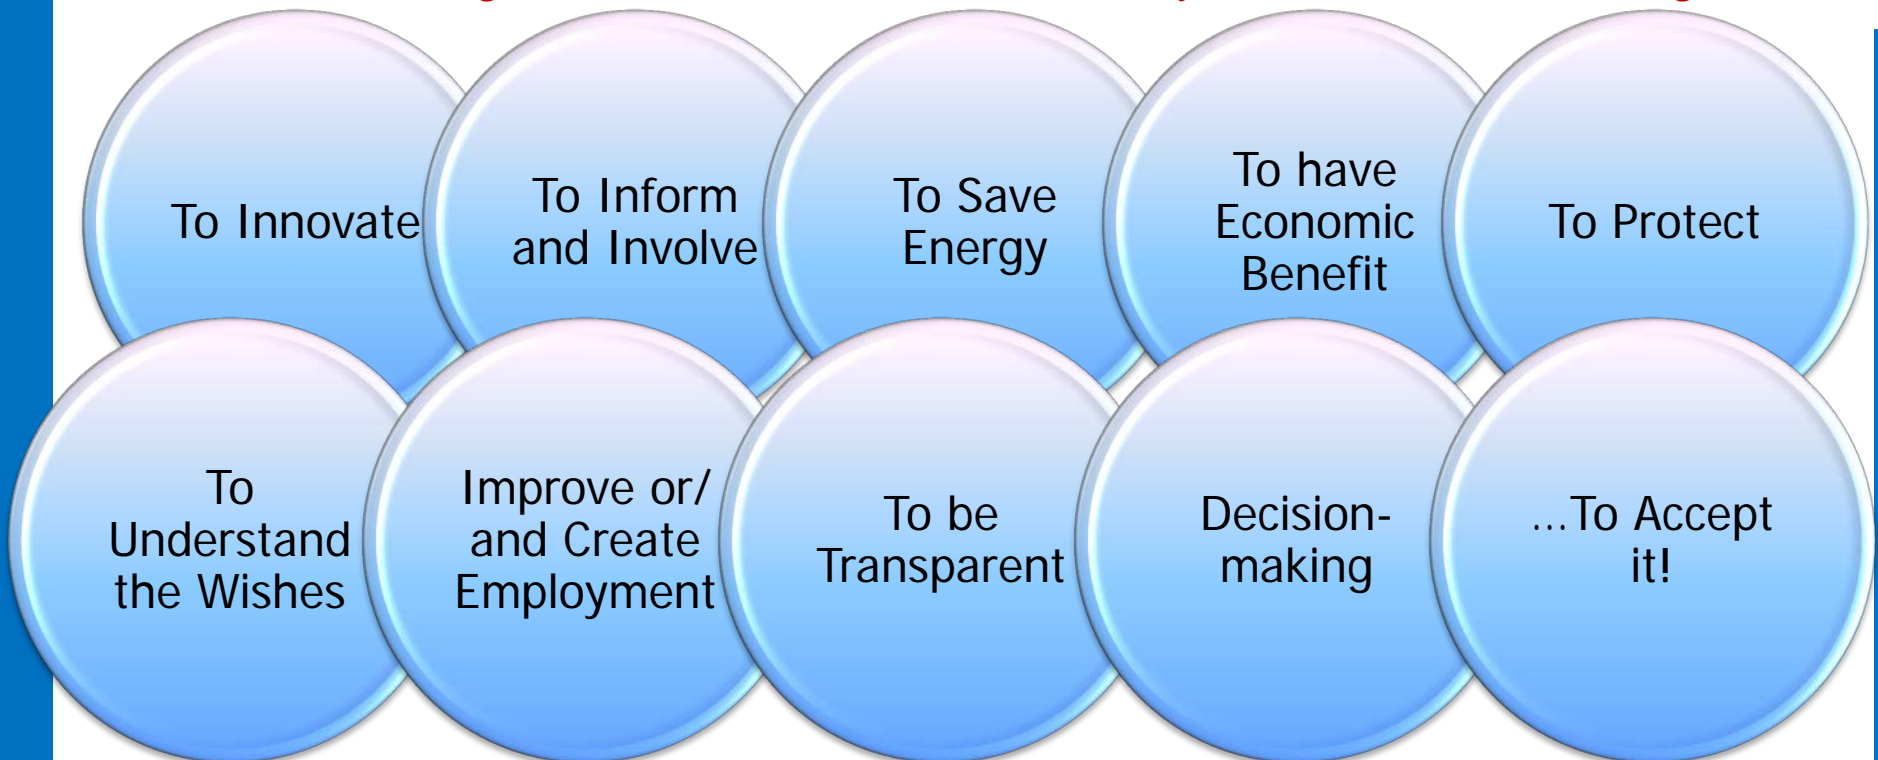 To Innovate
To Inform
and Involve
To Save
Energy
To have
Economic
Benefit
To Protect
To
Understand
the Wishes
Improve or/
and Create
Employment
To be
Transparent
Decision-
making
...To Accept
it!